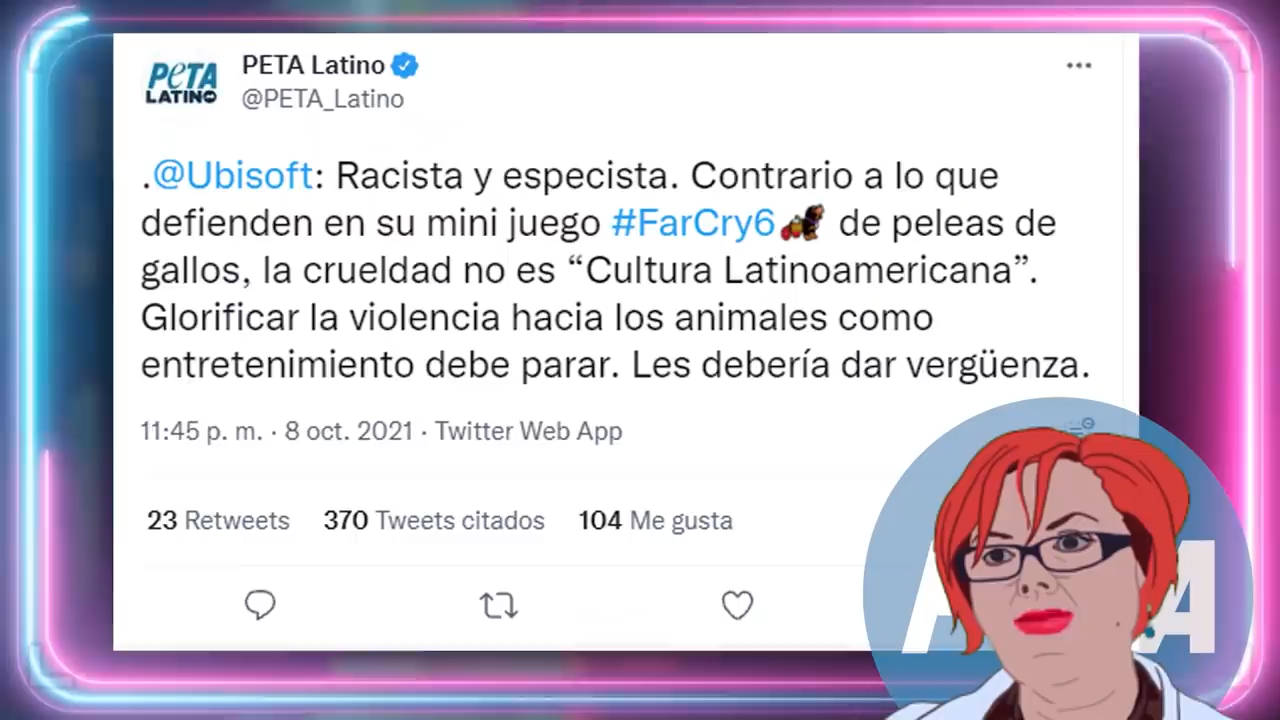 PETA
LATINO
PETA Latino
@PETA_Latino
.@Ubisoft: Racista y especista. Contrario a lo que
defienden en su mini juego #FarCry6 de peleas de
gallos, la crueldad no es “Cultura Latinoamericana”.
Glorificar la violencia hacia los animales como
entretenimiento debe parar. Les debería dar vergüenza.
11:45 p. m. · 8 oct. 2021 · Twitter Web App
23 Retweets 370 Tweets citados 104 Me gusta